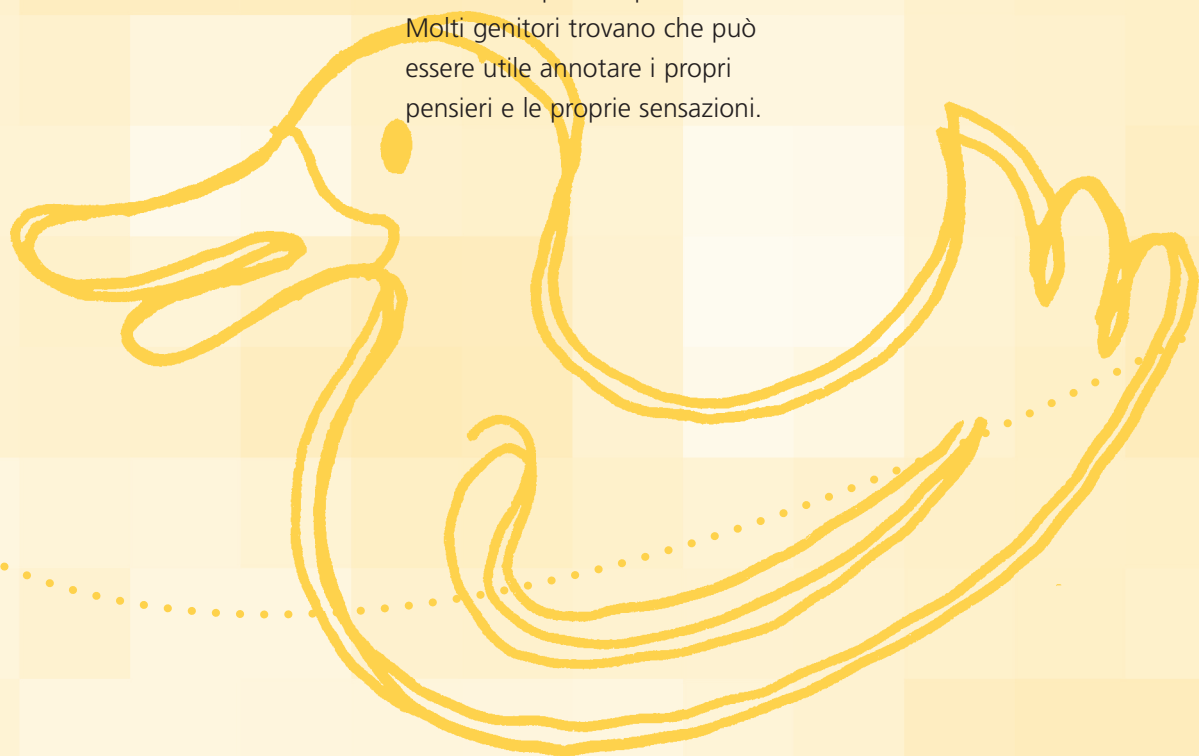 Molti genitori trovano che può
essere utile annotare i propri
pensieri e le proprie sensazioni.